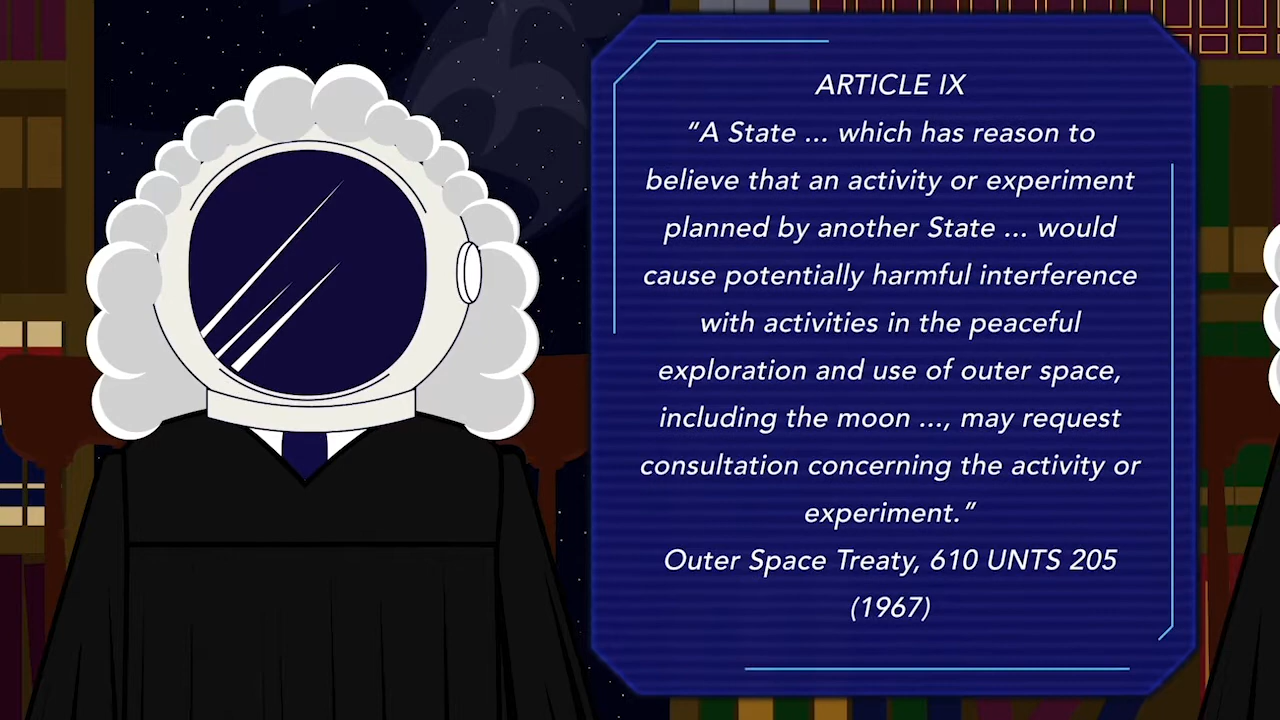 ARTICLE IX
“A State ... which has reason to
believe that an activity or experiment
planned by another State ... would
cause potentially harmful interference
with activities in the peaceful
exploration and use of outer space,
including the moon ..., may request
consultation concerning the activity or
experiment.“
Outer Space Treaty, 610 UNTS 205
(1967)